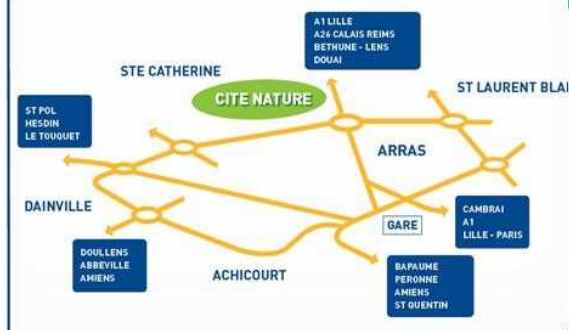 A1 LILLE
A26 CALAIS REIMS
BETHUNE - LENS
DOUAI
STE CATHERINE
CITE NATURE
ST LAURENT
ST POL
HESDIN
LE TOUQUET
ARRAS
DAINVILLE
GARE
CAMBRAI
A1
LILLE - PARIS
DOULLENS
ABBEVILLE
AMIENS
ACHICOURT
BAPAUME
PERONNE
AMIENS
ST QUENTIN